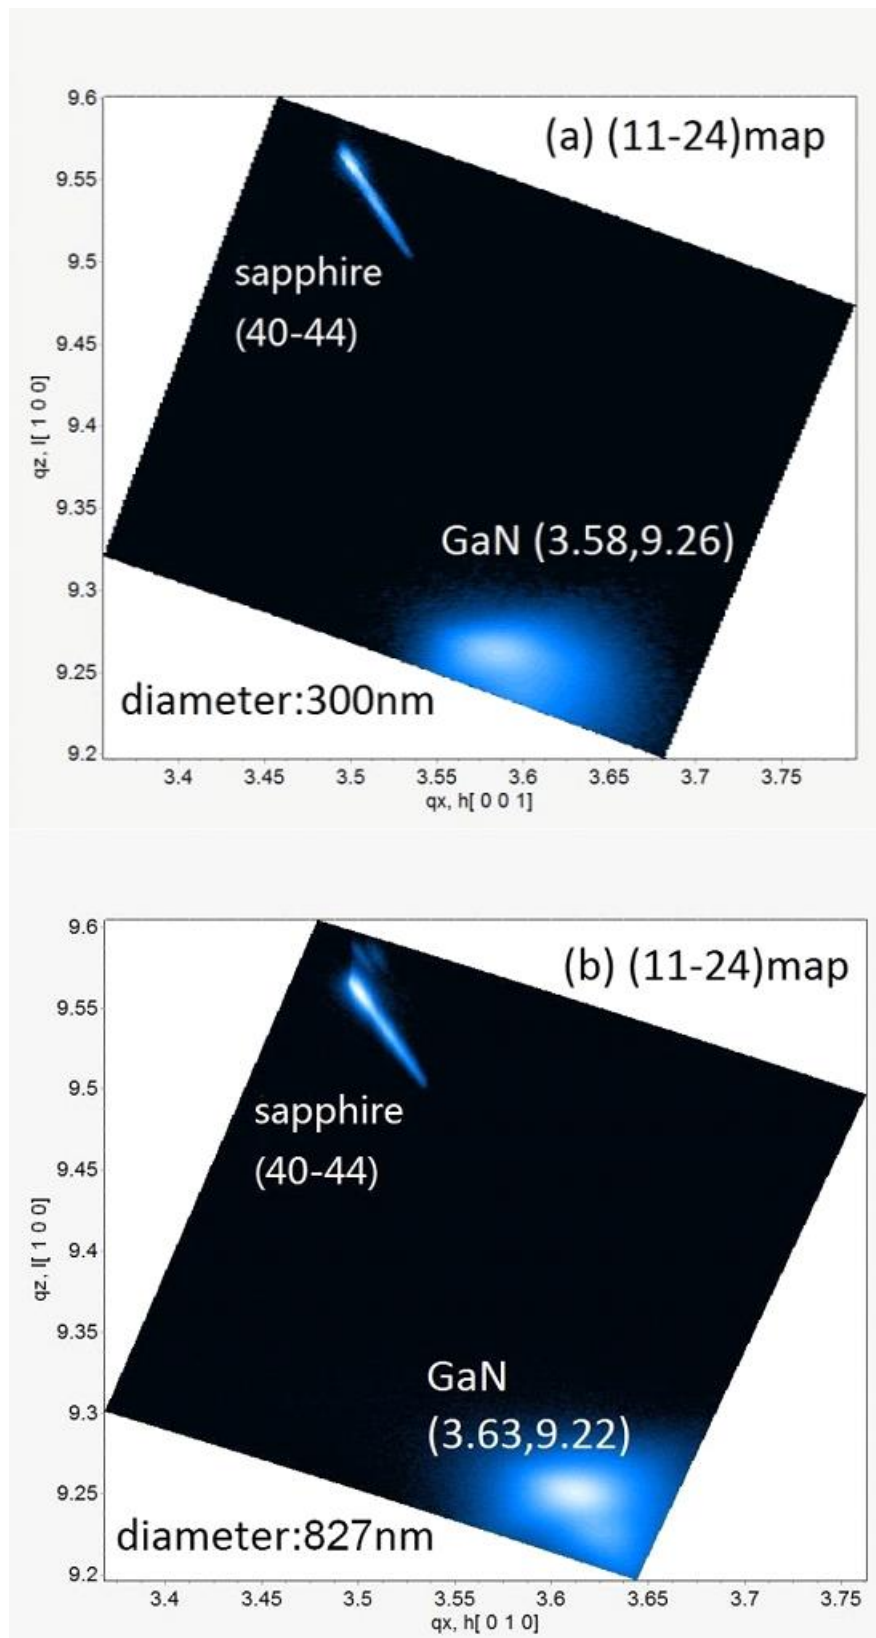 (a) (11-24)map
9.6
9.55
9.5
9.45
9.4
9.35
9.3
9.25
9.2
qz, l[ 1 0 0]
sapphire
(40-44)
GaN (3.58,9.26)
diameter:300nm
3.4 3.45 3.5 3.55 3.6 3.65 3.7 3.75
qx, h[ 0 0 1]
(b) (11-24)map
9.6
9.55
9.5
9.45
9.4
9.35
9.3
9.25
9.2
qz, l[ 1 0 0]
sapphire
(40-44)
GaN
(3.63,9.22)
diameter:827nm
3.4 3.45 3.5 3.55 3.6 3.65 3.7 3.75
qx, h[ 0 1 0]